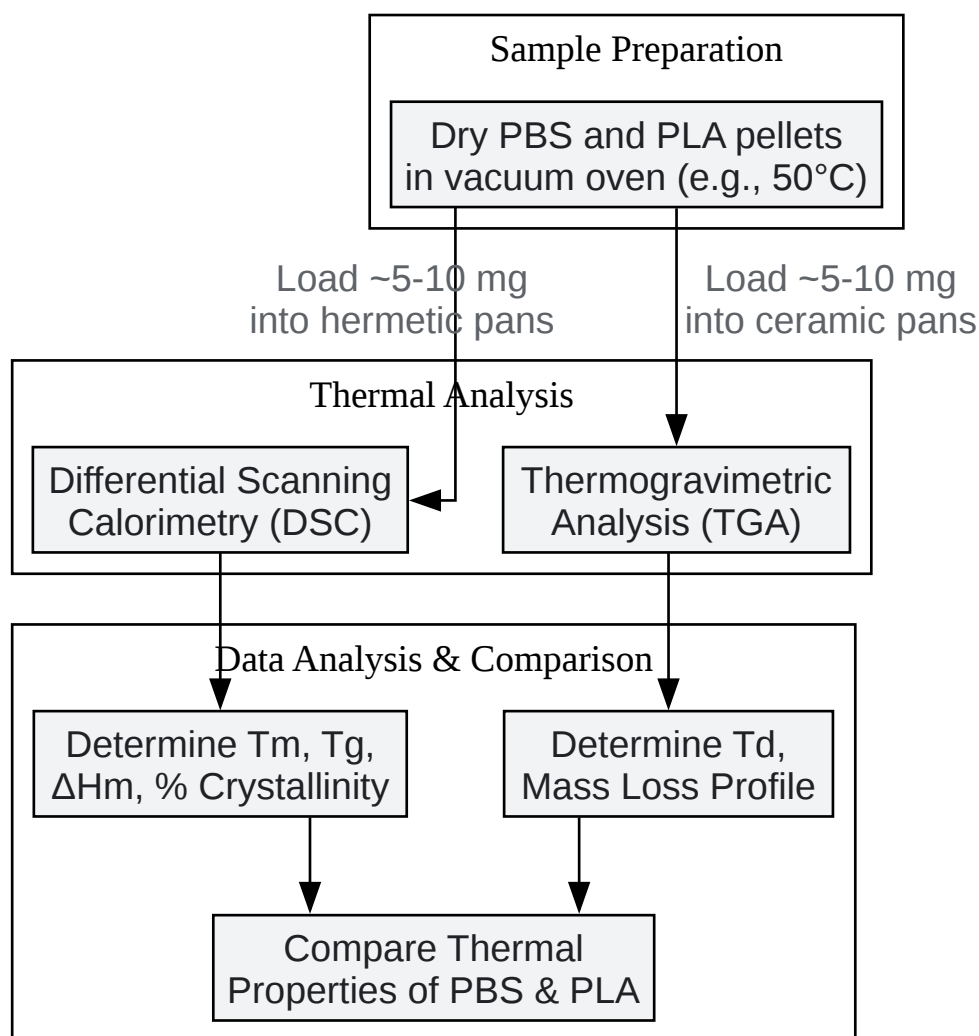 Sample Preparation
Dry PBS and PLA pellets
in vacuum oven (e.g., 50°C)
Load ~5-10 mg
into hermetic pans
Load ~5-10 mg
into ceramic pans
Thermal Analysis
Differential Scanning
Calorimetry (DSC)
Thermogravimetric
Analysis (TGA)
Data Analysis & Comparison
Determine Tm, Tg,
ΔHm, % Crystallinity
Determine Td,
Mass Loss Profile
Compare Thermal
Properties of PBS & PLA